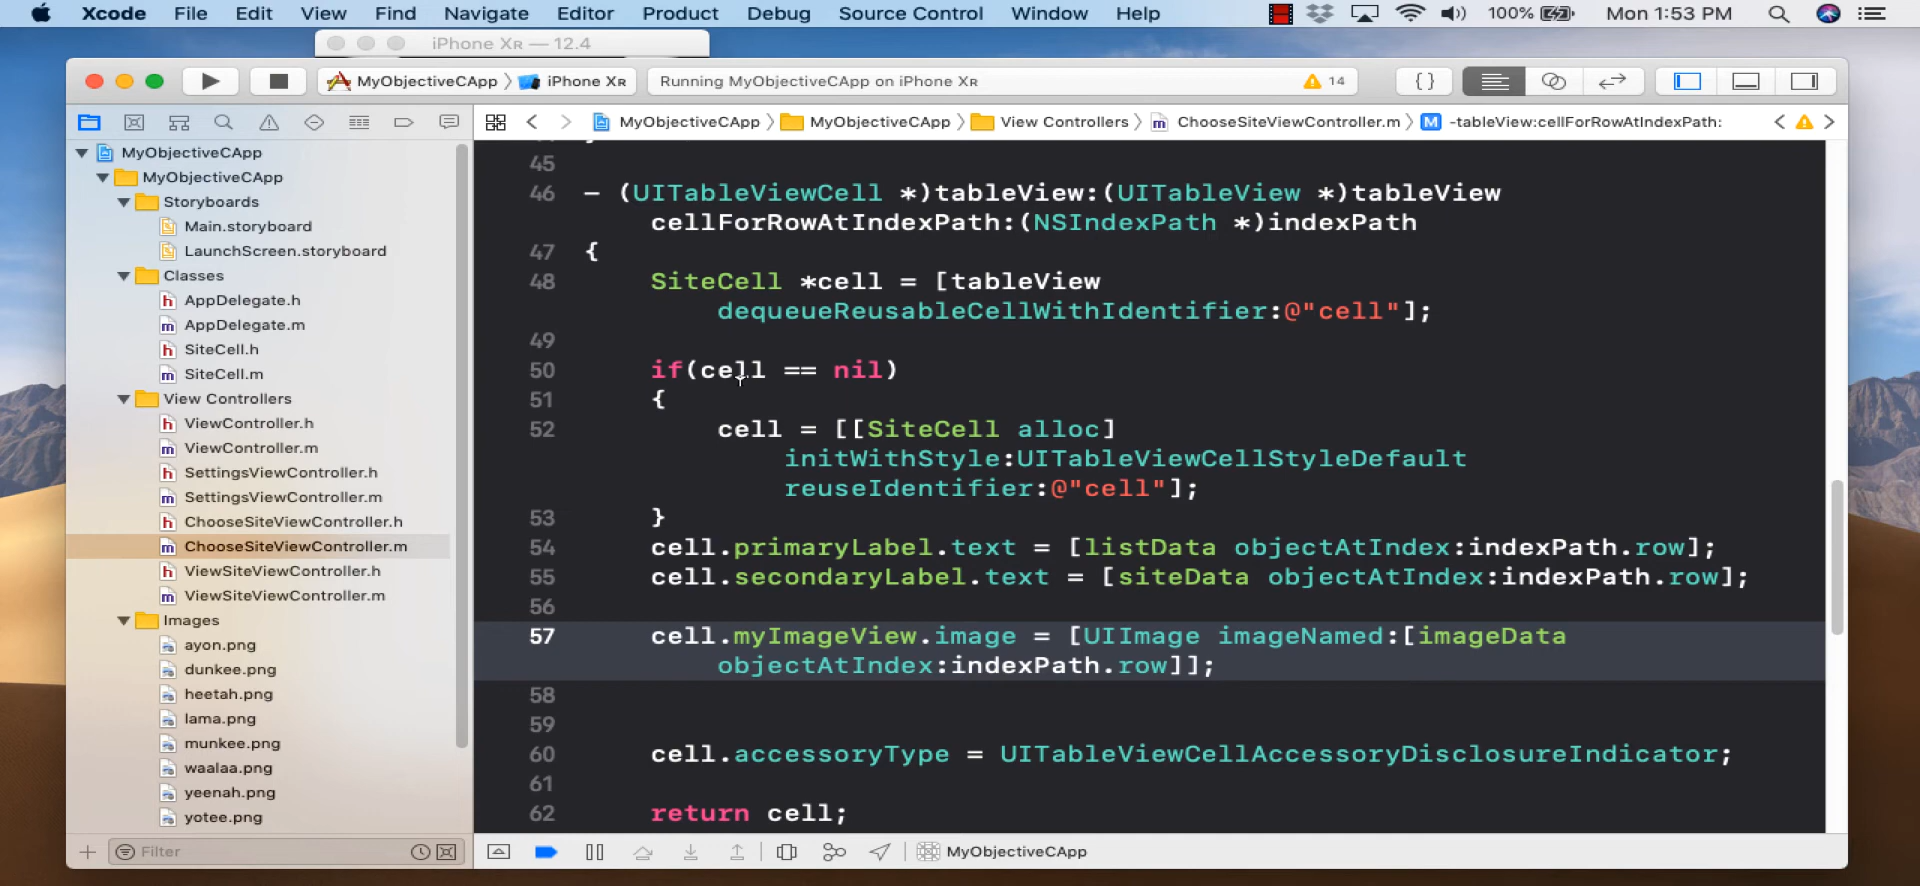 Xcode File Edit View Find Navigate Editor Product Debug Source Control Window Help 100% Mon 1:53 PM
iPhone XR — 12.4
MyObjectiveCApp iPhone XR Running MyObjectiveCApp on iPhone XR 14 { }
MyObjectiveCApp MyObjectiveCApp View Controllers m ChooseSiteViewController.m M -tableView:cellForRowAtIndexPath:
MyObjectiveCApp
MyObjectiveCApp
Storyboards
Main.storyboard
LaunchScreen.storyboard
Classes
h AppDelegate.h
m AppDelegate.m
h SiteCell.h
m SiteCell.m
View Controllers
h ViewController.h
m ViewController.m
h SettingsViewController.h
m SettingsViewController.m
h ChooseSiteViewController.h
m ChooseSiteViewController.m
h ViewSiteViewController.h
m ViewSiteViewController.m
Images
ayon.png
dunkee.png
heetah.png
lama.png
munkee.png
waalaa.png
yeenah.png
yotee.png
Filter
45
46 – (UITableViewCell *)tableView:(UITableView *)tableView
cellForRowAtIndexPath:(NSIndexPath *)indexPath
47 {
48 SiteCell *cell = [tableView
dequeueReusableCellWithIdentifier:@"cell"];
49
50 if(cell == nil)
51 {
52 cell = [[SiteCell alloc]
initWithStyle:UITableViewCellStyleDefault
reuseIdentifier:@"cell"];
53 }
54 cell.primaryLabel.text = [listData objectAtIndex:indexPath.row];
55 cell.secondaryLabel.text = [siteData objectAtIndex:indexPath.row];
56
57 cell.myImageView.image = [UIImage imageNamed:[imageData
objectAtIndex:indexPath.row]];
58
59
60 cell.accessoryType = UITableViewCellAccessoryDisclosureIndicator;
61
62 return cell;
MyObjectiveCApp